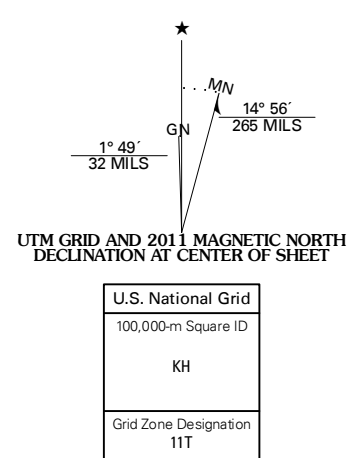 ★
MN
14° 56´
265 MILS
GN
1° 49´
32 MILS
UTM GRID AND 2011 MAGNETIC NORTH
DECLINATION AT CENTER OF SHEET
U.S. National Grid
100,000-m Square ID
KH
Grid Zone Designation
11T